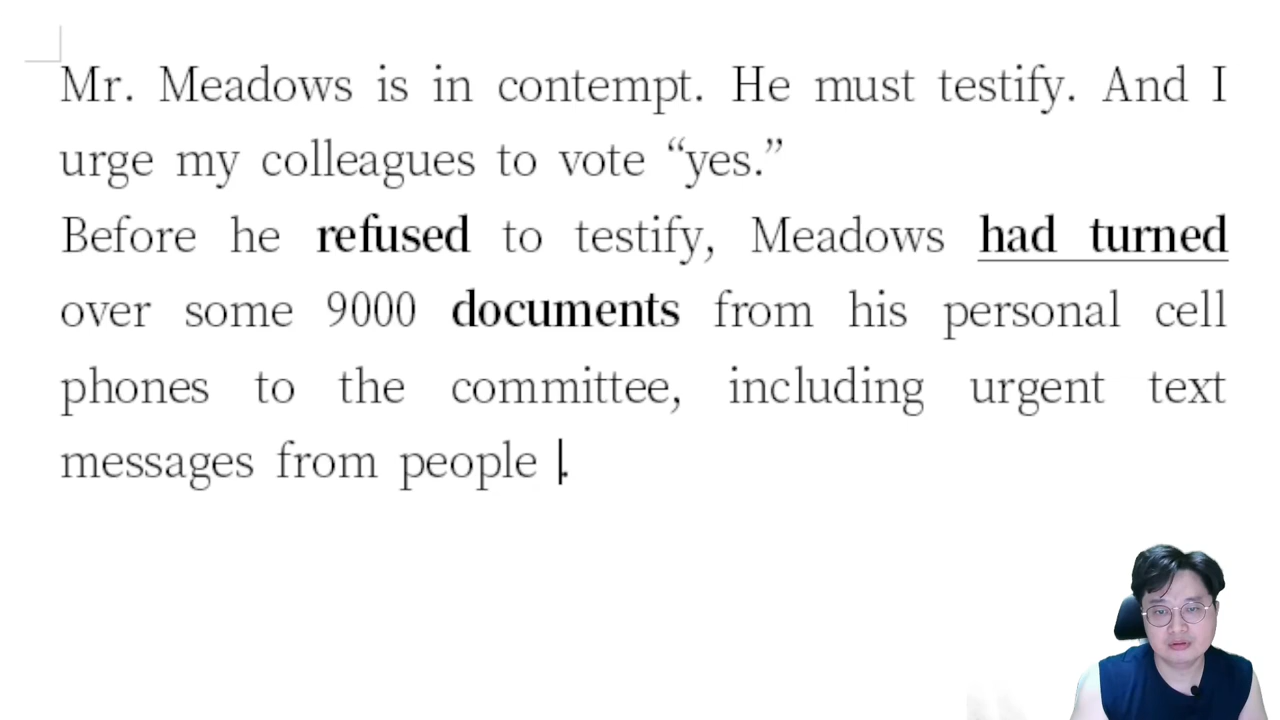 Mr. Meadows is in contempt. He must testify. And I
urge my colleagues to vote “yes.”
Before he refused to testify, Meadows had turned
over some 9000 documents from his personal cell
phones to the committee, including urgent text
messages from people .